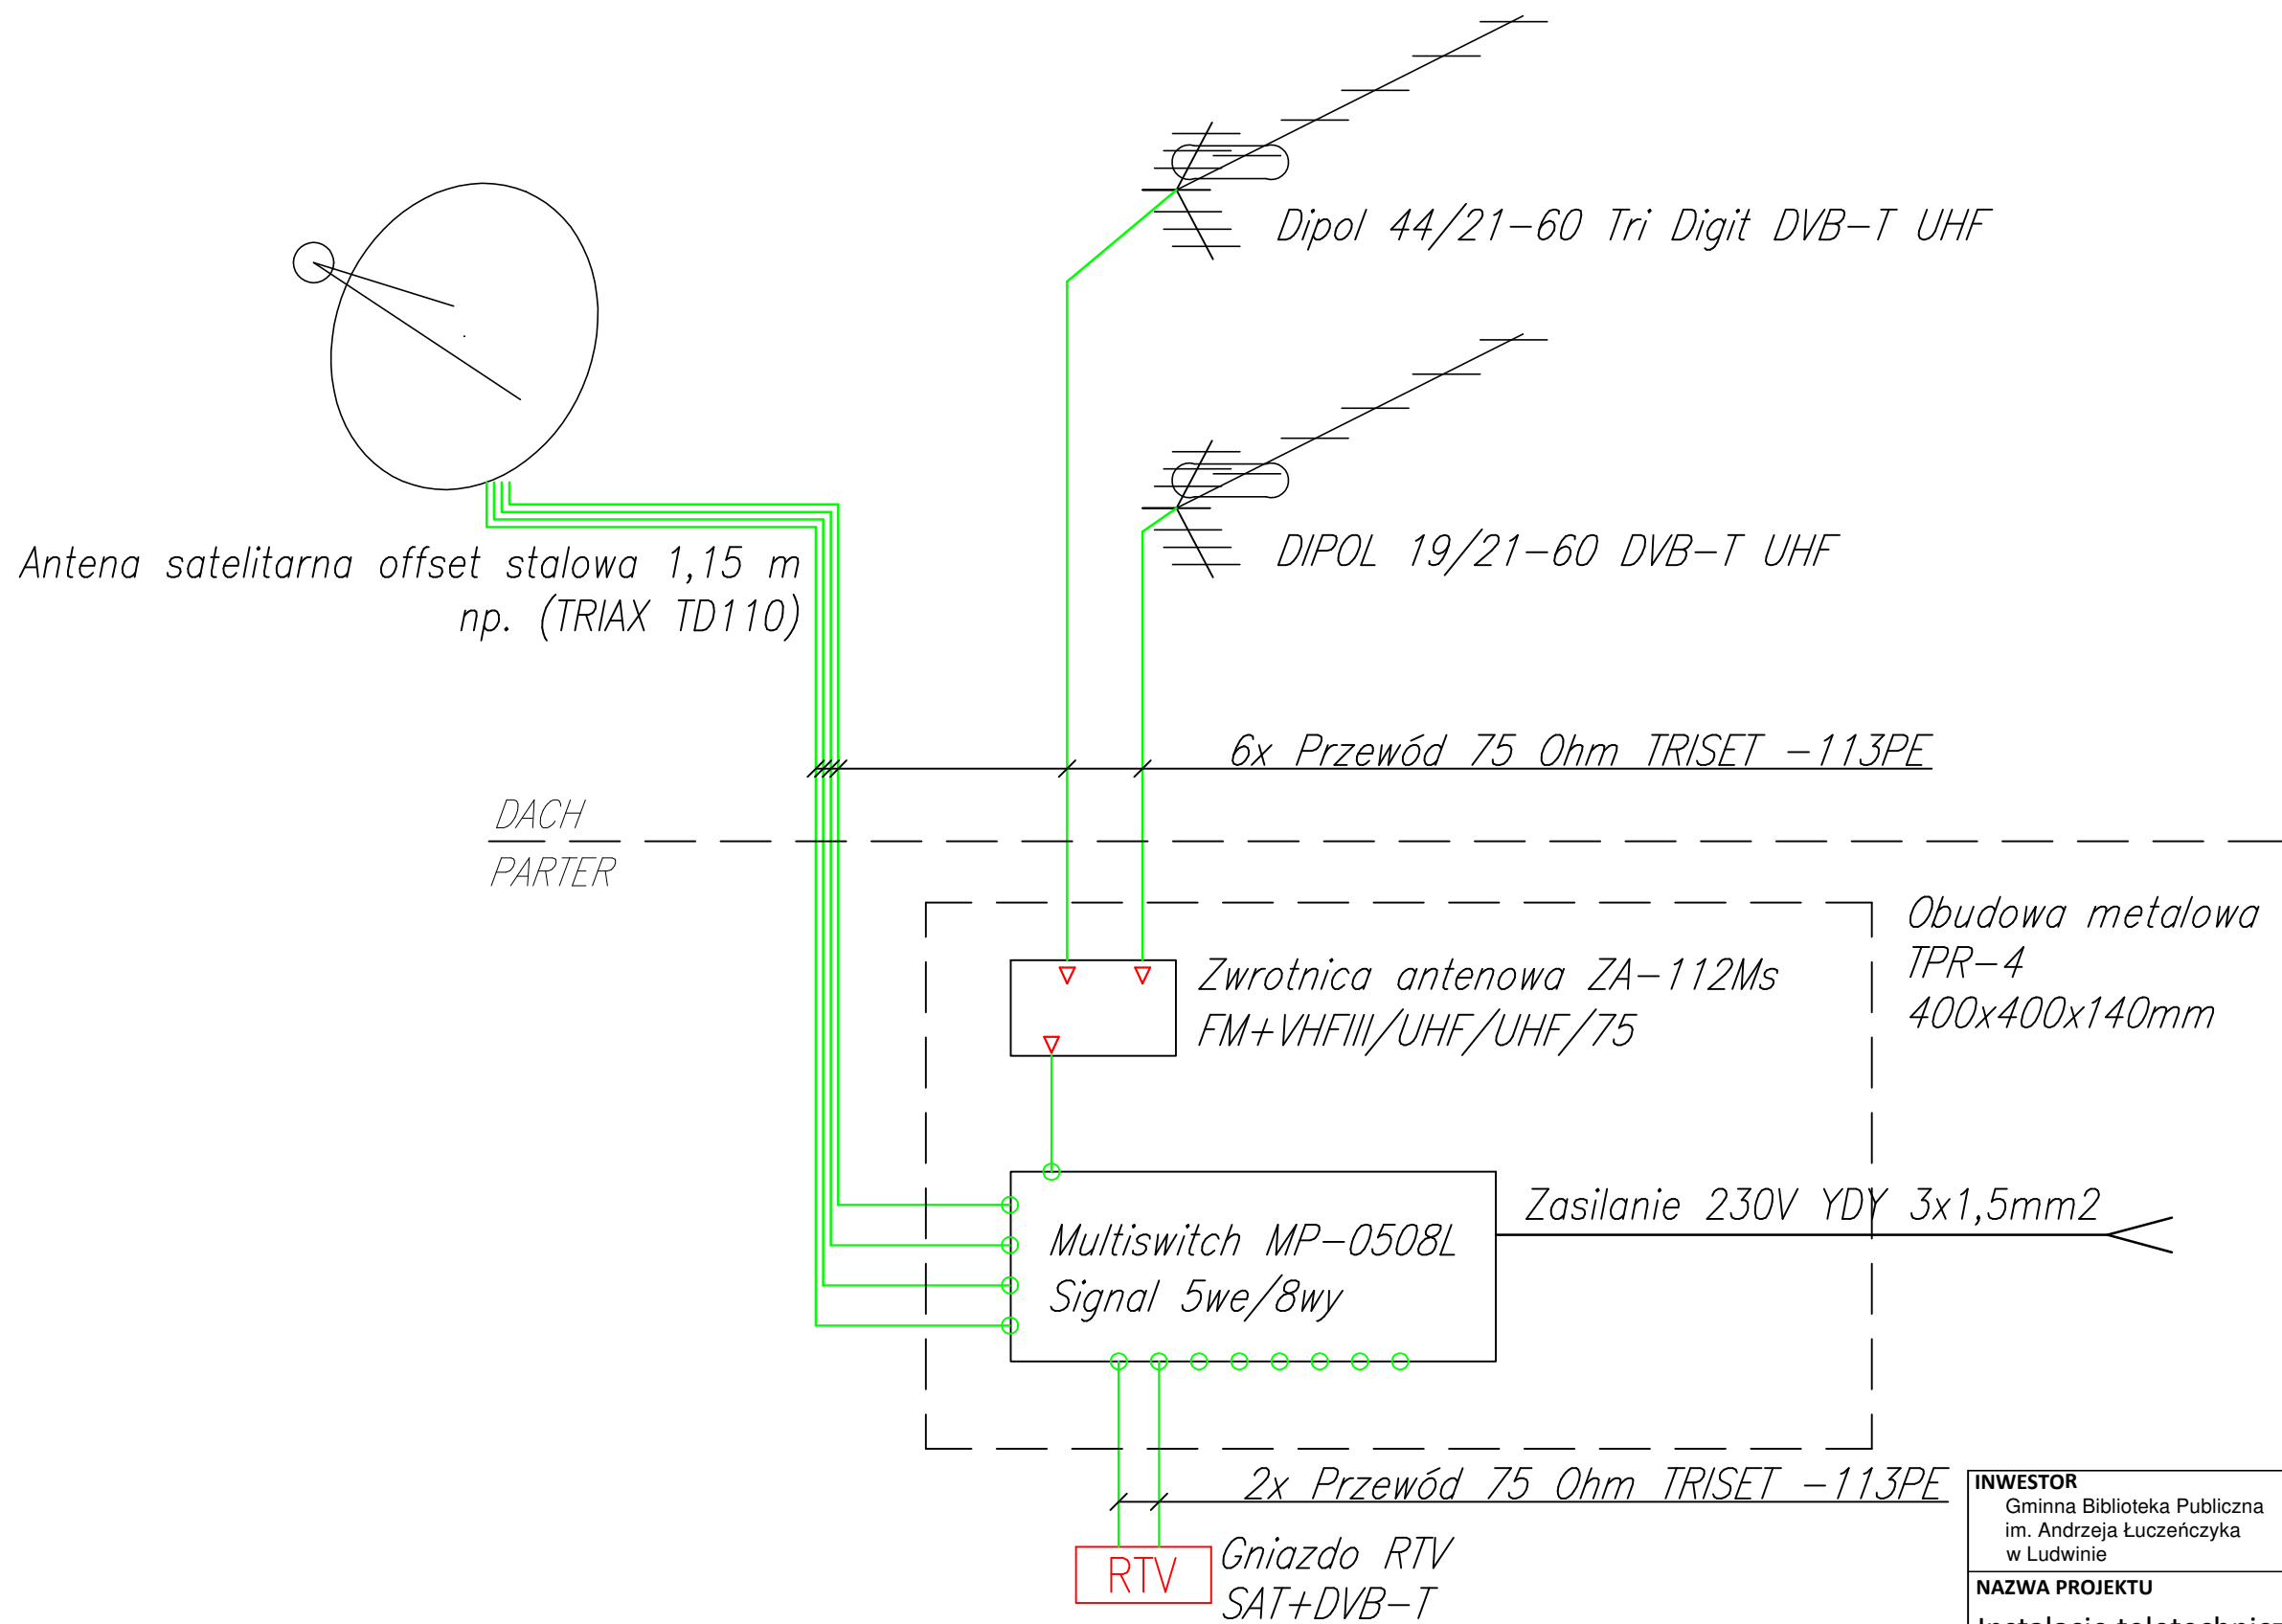 Dipol 44/21-60 Tri Digit DVB-T UHF
DIPOL 19/21-60 DVB-T UHF
Antena satelitarna offset stalowa 1,15 m
np. (TRIAX TD110)
6x Przewód 75 Ohm TRISET -113PE
DACH
PARTER
Obudowa metalowa
TPR-4
400x400x140mm
Zwrotnica antenowa ZA-112Ms
FM+VHFIII/UHF/UHF/75
Zasilanie 230V YDY 3x1,5mm2
Multiswitch MP-0508L
Signal 5we/8wy
2x Przewód 75 Ohm TRISET -113PE
RTV
Gniazdo RTV
SAT+DVB-T
INWESTOR
Gminna Biblioteka Publiczna
im. Andrzeja Łuczeńczyka
w Ludwinie
NAZWA PROJEKTU